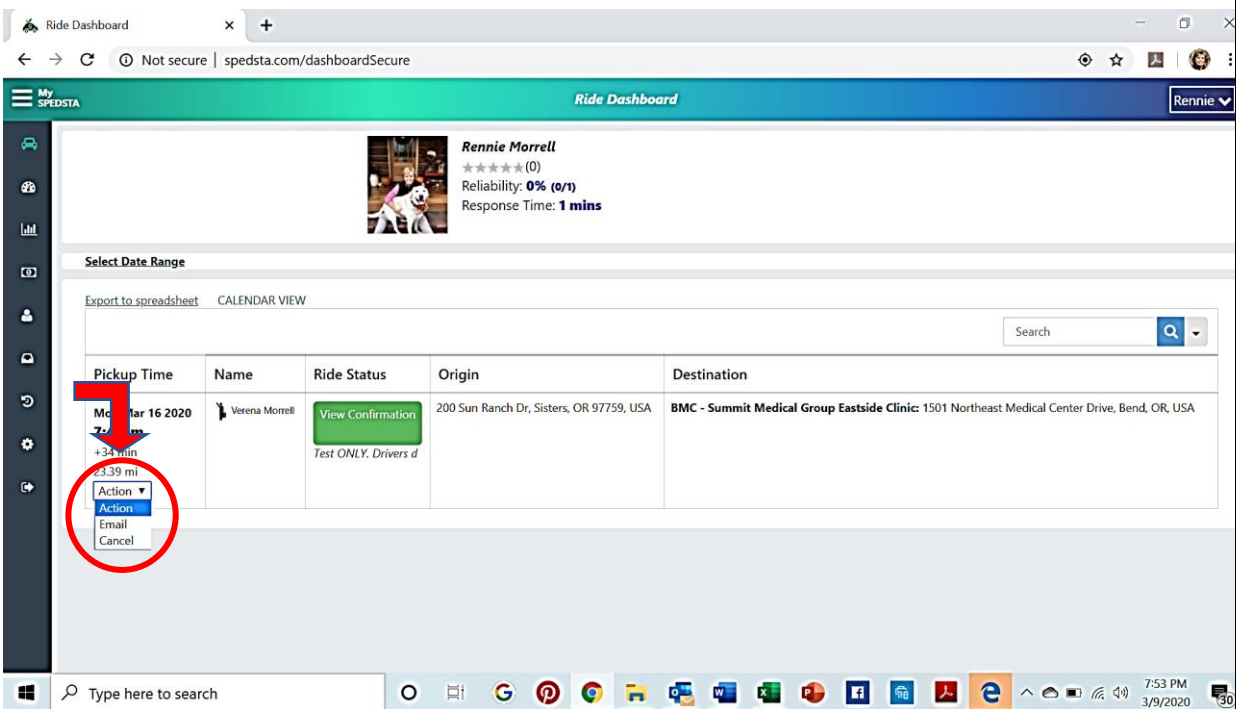 Ride Dashboard
Not secure | spedsta.com/dashboardSecure
My
SPEDSTA
Ride Dashboard
Rennie
Rennie Morrell
(0)
Reliability: 0% (0/1)
Response Time: 1 mins
Select Date Range
Export to spreadsheet CALENDAR VIEW
Search
Pickup Time Name Ride Status Origin Destination
Mar 16 2020 Verena Morrell View Confirmation 200 Sun Ranch Dr, Sisters, OR 97759, USA BMC - Summit Medical Group Eastside Clinic: 1501 Northeast Medical Center Drive, Bend, OR, USA
+34 min Test ONLY. Drivers d
23.39 mi
Action
Action
Email
Cancel
Type here to search
7:53 PM
3/9/2020
30